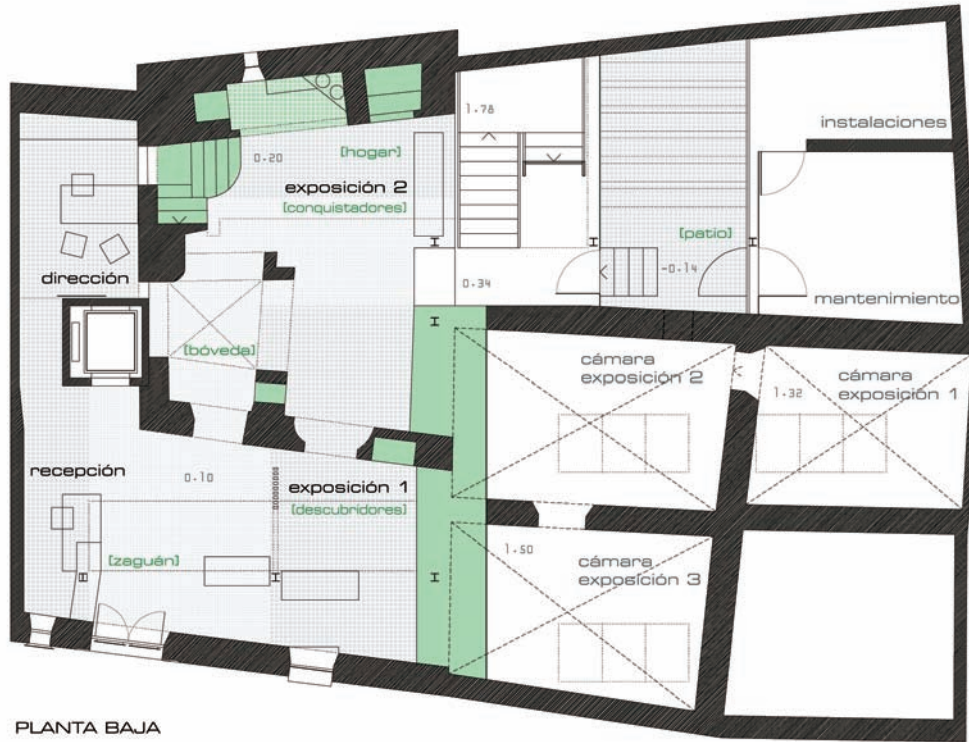 1.78
instalaciones
[hogar]
0.20
exposición 2
[conquistadores]
[patio]
-0.14
dirección
0.34
mantenimiento
[bóveda]
cámara
exposición 2
cámara
exposición 1
1.32
recepción
0.10
exposición 1
[descubridores]
[zaguán]
1.50
cámara
exposición 3
PLANTA BAJA